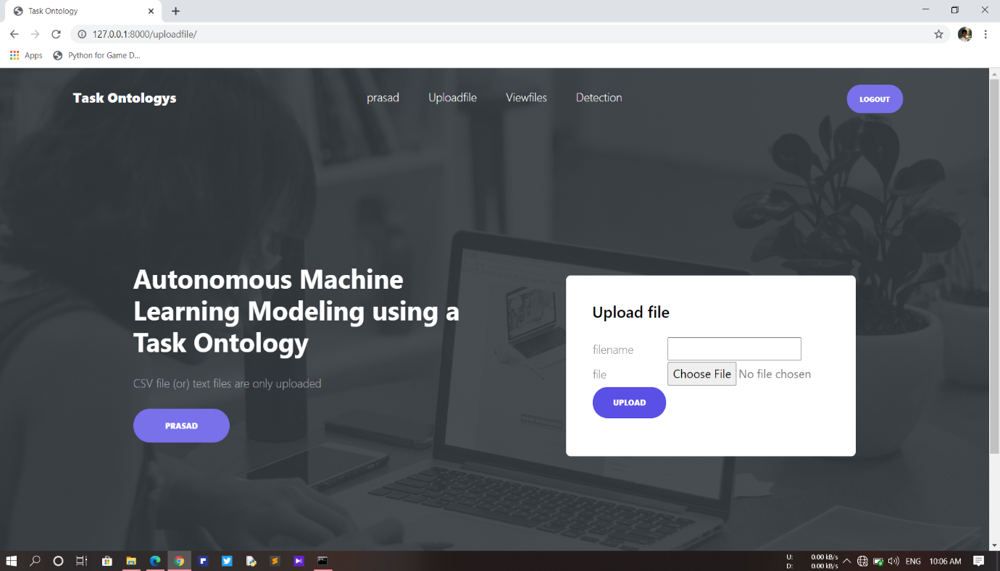 Task Ontology
127.0.0.1:8000/uploadfile/
Apps
Python for Game D...
Task Ontologys
prasad
Uploadfile
Viewfiles
Detection
LOGOUT
Autonomous Machine
Learning Modeling using a
Task Ontology
CSV file (or) text files are only uploaded
PRASAD
Upload file
filename
file
Choose File No file chosen
UPLOAD
U: 0.00 kB/s
D: 0.00 kB/s
ENG
10:06 AM